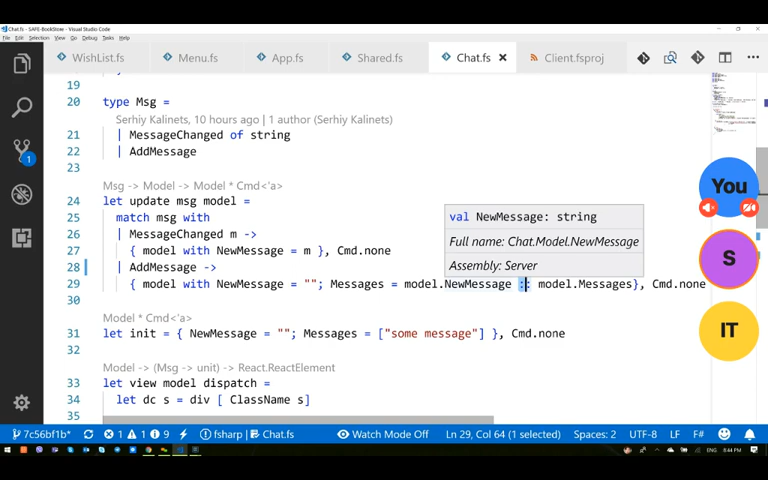 Chat.fs - SAFE-BookStore - Visual Studio Code
File Edit Selection View Go Debug Tasks Help
WishList.fs Menu.fs App.fs Shared.fs Chat.fs Client.fsproj
19
20 type Msg =
Serhiy Kalinets, 10 hours ago | 1 author (Serhiy Kalinets)
21 | MessageChanged of string
22 | AddMessage
23
Msg -> Model -> Model * Cmd<'a>
24 let update msg model =
25 match msg with
26 | MessageChanged m ->
27 { model with NewMessage = m }, Cmd.none
28 | AddMessage ->
29 { model with NewMessage = ""; Messages = model.NewMessage :: model.Messages}, Cmd.none
30
val NewMessage: string
Full name: Chat.Model.NewMessage
Assembly: Server
Model * Cmd<'a>
31 let init = { NewMessage = ""; Messages = ["some message"] }, Cmd.none
32
Model -> (Msg -> unit) -> React.ReactElement
33 let view model dispatch =
34 let dc s = div [ ClassName s]
35
1
You
S
IT
7c56bf1b* 1 1 9 fsharp | Chat.fs Watch Mode Off Ln 29, Col 64 (1 selected) Spaces: 2 UTF-8 LF F#
ENG 8:44 PM